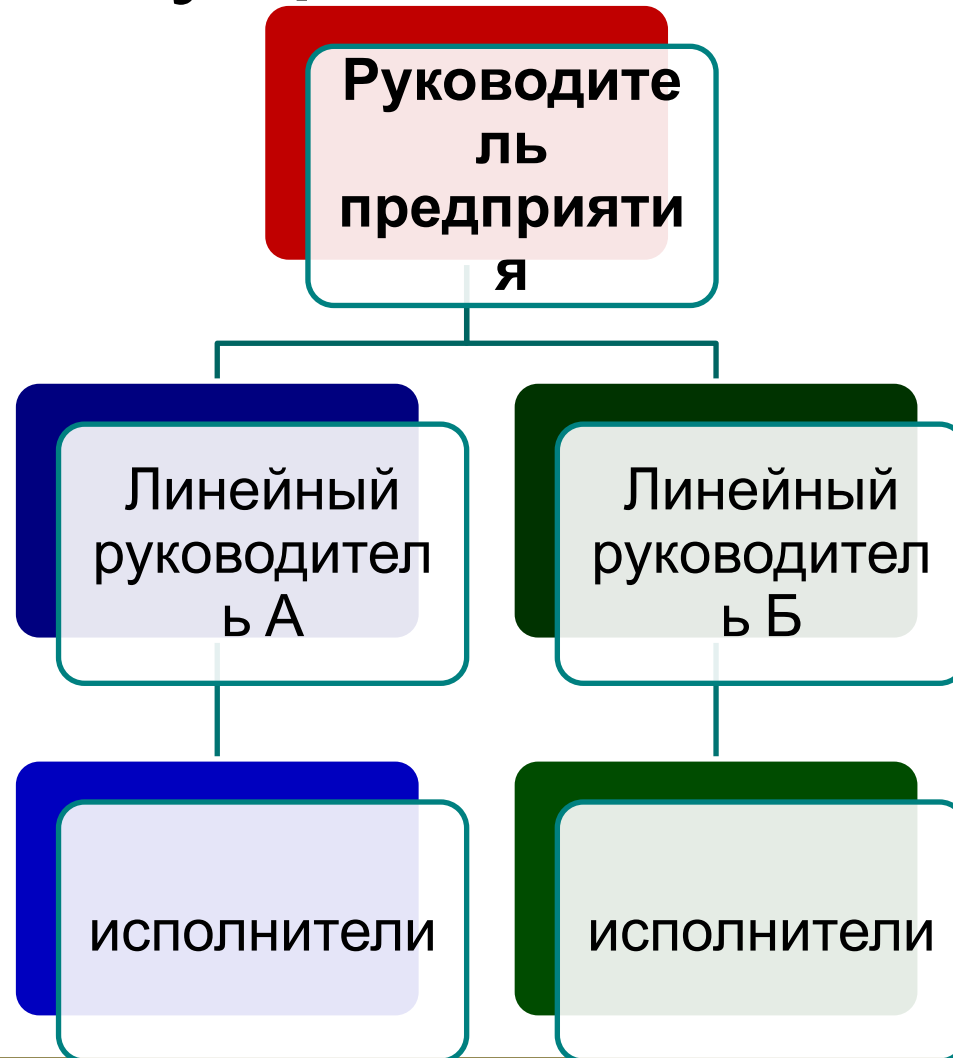 Руководите
ль
предприяти
я
Линейный
руководител
ь А
Линейный
руководител
ь Б
исполнители
исполнители